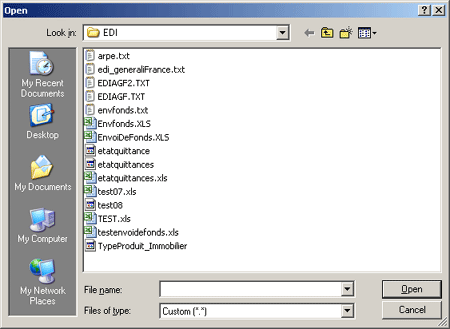 Open
Look in: EDI
arpe.txt
edi_generaliFrance.txt
EDIAGF2.TXT
EDIAGF.TXT
envfonds.txt
Envfonds.XLS
EnvoiDeFonds.XLS
etatquittance
etatquittances
etatquittances.xls
test07.xls
test08
TEST.xls
testenvoidefonds.xls
TypeProduit_Immobilier
My Recent
Documents
Desktop
My Documents
My Computer
My Network
Places
File name:
Open
Files of type: Custom (*.*)
Cancel